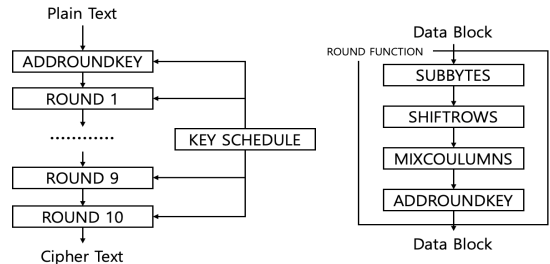 Plain Text
ADDROUNDKEY
ROUND 1
............
KEY SCHEDULE
ROUND 9
ROUND 10
Cipher Text
Data Block
ROUND FUNCTION
SUBBYTES
SHIFTROWS
MIXCOULUMNS
ADDROUNDKEY
Data Block